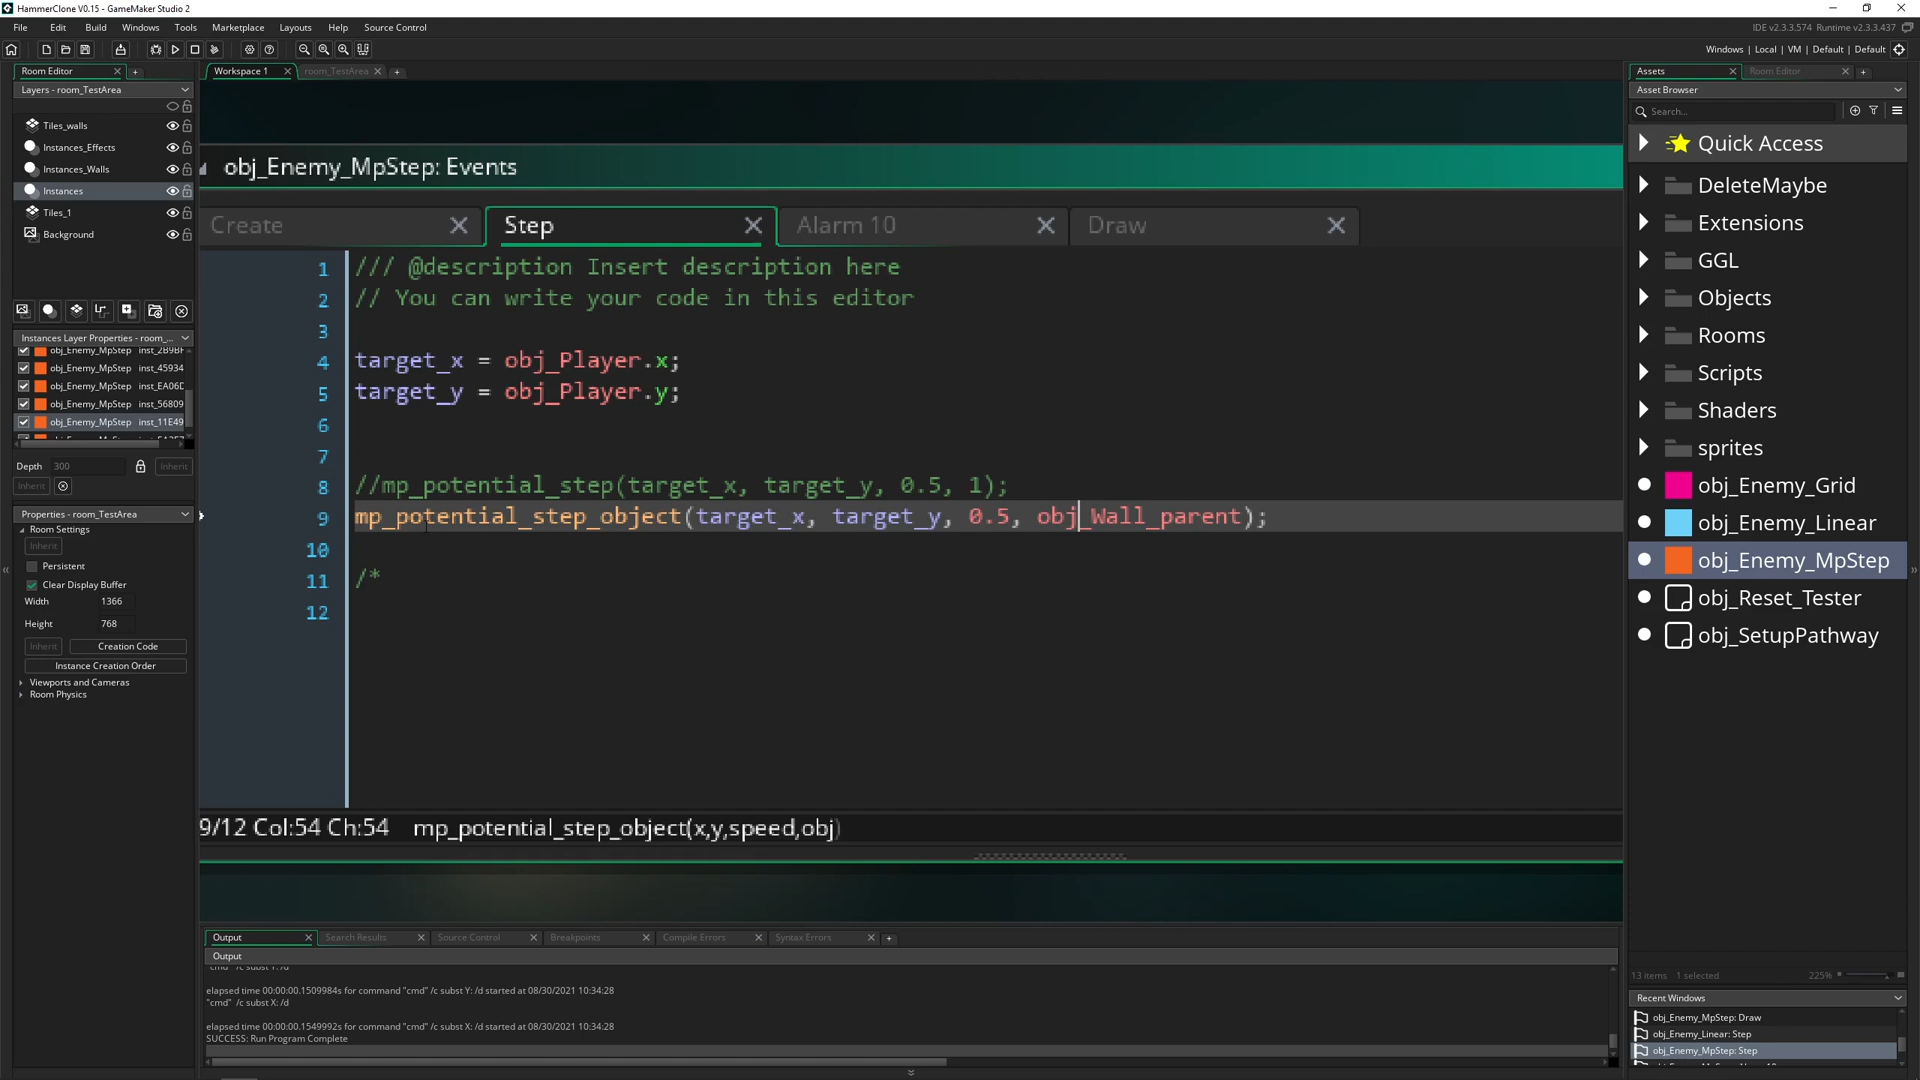 HammerClone V0.15 - GameMaker Studio 2
File Edit Build Windows Tools Marketplace Layouts Source Control
IDE v2.3.3.574 Runtime v2.3.3.437
Windows | Local | VM | Default | Default
Room Editor
Workspace 1
room_TestArea
Assets
Room Editor
Layers - room_TestArea
Asset Browser
Search...
Tiles_walls
Instances_Effects
Instances_Walls
Instances
Tiles_1
Background
Instances Layer Properties - room_...
obj_Enemy_MpStep
obj_Enemy_MpStep inst_45934
obj_Enemy_MpStep inst_EA06D
obj_Enemy_MpStep inst_56809
obj_Enemy_MpStep inst_11E49
Depth 300 Inherit
Inherit
Properties - room_TestArea
Room Settings
Inherit
Persistent
Clear Display Buffer
Width 1366
Height 768
Inherit Creation Code
Instance Creation Order
Viewports and Cameras
Room Physics
obj_Enemy_MpStep: Events
Create Step Alarm 10 Draw
1 /// @description Insert description here
2 // You can write your code in this editor
3
4 target_x = obj_Player.x;
5 target_y = obj_Player.y;
6
7
8 //mp_potential_step(target_x, target_y, 0.5, 1);
9 mp_potential_step_object(target_x, target_y, 0.5, obj_Wall_parent);
10
11 /*
12
9/12 Col:54 Ch:54 mp_potential_step_object(x,y,speed,obj)
Output Search Results Source Control Breakpoints Compile Errors Syntax Errors
Output
"cmd" /c subst Y: /d
elapsed time 00:00:00.1509984s for command "cmd" /c subst Y: /d started at 08/30/2021 10:34:28
"cmd" /c subst X: /d
elapsed time 00:00:00.1549992s for command "cmd" /c subst X: /d started at 08/30/2021 10:34:28
SUCCESS: Run Program Complete
Quick Access
DeleteMaybe
Extensions
GGL
Objects
Rooms
Scripts
Shaders
sprites
obj_Enemy_Grid
obj_Enemy_Linear
obj_Enemy_MpStep
obj_Reset_Tester
obj_SetupPathway
13 items 1 selected 225%
Recent Windows
obj_Enemy_MpStep: Draw
obj_Enemy_Linear: Step
obj_Enemy_MpStep: Step